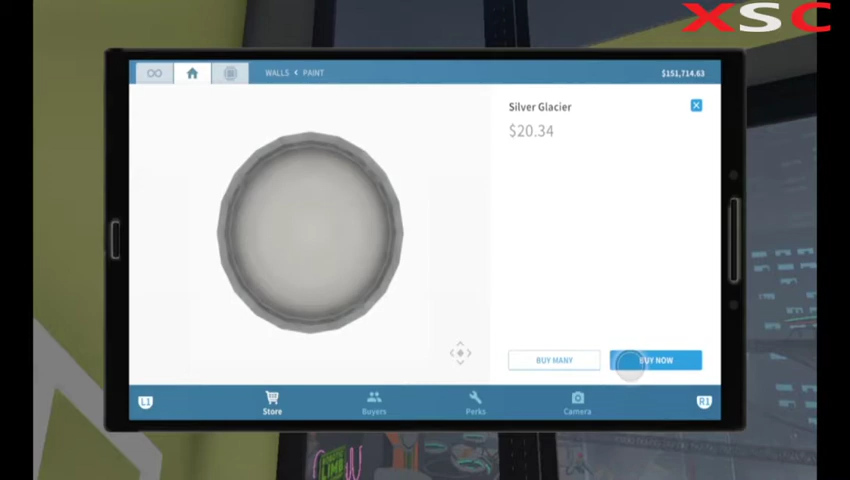 XSC
WALLS < PAINT
$151,714.63
Silver Glacier
$20.34
BUY MANY
BUY NOW
L1
Store
Buyers
Perks
Camera
R1
LIMB